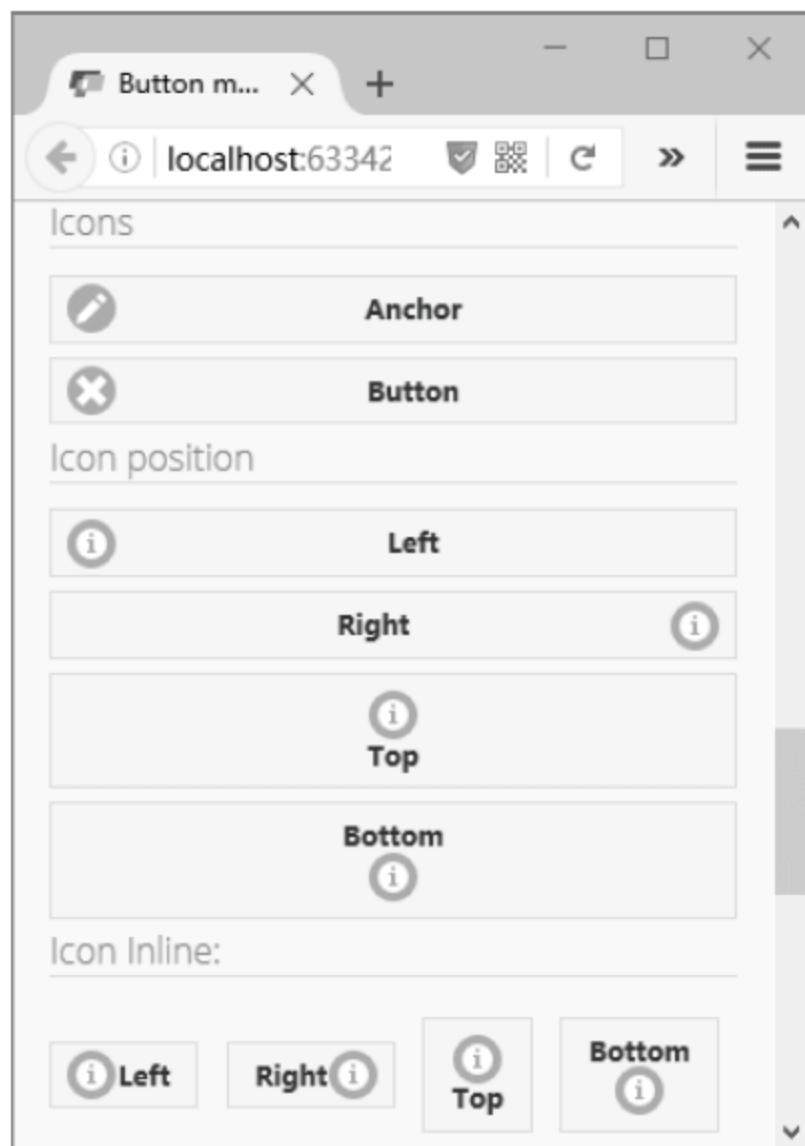 Button m...
localhost:63342
Icons
Anchor
Button
Icon position
Left
Right
Top
Bottom
Icon Inline:
Left
Right
Top
Bottom